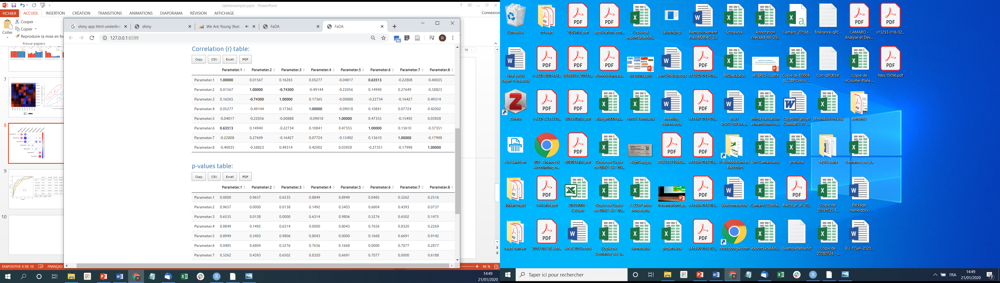 tableexample.pptx - PowerPoint
FICHIER ACCUEIL INSERTION CRÉATION TRANSITIONS ANIMATIONS DIAPORAMA RÉVISION AFFICHAGE Connexion
Coller
Couper
Copier
Reproduire la mise en fo
Presse-papiers
7
8
9
10
16
shiny app html underline
shiny
We Are Young (feat.
FaDA
FaDA
127.0.0.1:6599
4h
R
Correlation (r) table:
Copy CSV Excel PDF
Parameter.1 Parameter.2 Parameter.3 Parameter.4 Parameter.5 Parameter.6 Parameter.7 Parameter.8
Parameter.1 1.00000 0.01567 0.16265 0.05277 -0.04817 0.63513 -0.22808 -0.40035
Parameter.2 0.01567 1.00000 -0.74300 -0.49144 -0.22056 0.14940 0.27649 -0.58823
Parameter.3 0.16265 -0.74300 1.00000 0.17365 -0.00888 -0.22734 -0.16427 0.49314
Parameter.4 0.05277 -0.49144 0.17365 1.00000 -0.09018 0.10841 0.07724 0.42002
Parameter.5 -0.04817 -0.22056 -0.00888 -0.09018 1.00000 0.47355 -0.15492 0.03928
Parameter.6 0.63513 0.14940 -0.22734 0.10841 0.47355 1.00000 0.13610 -0.37351
Parameter.7 -0.22808 0.27649 -0.16427 0.07724 -0.15492 0.13610 1.00000 -0.17998
Parameter.8 -0.40035 -0.58823 0.49314 0.42002 0.03928 -0.37351 -0.17998 1.00000
p-values table:
Copy CSV Excel PDF
Parameter.1 Parameter.2 Parameter.3 Parameter.4 Parameter.5 Parameter.6 Parameter.7 Parameter.8
Parameter.1 0.0000 0.9657 0.6535 0.8849 0.8949 0.0485 0.5262 0.2516
Parameter.2 0.9657 0.0000 0.0138 0.1492 0.5403 0.6804 0.4393 0.0737
Parameter.3 0.6535 0.0138 0.0000 0.6314 0.9806 0.5276 0.6502 0.1475
Parameter.4 0.8849 0.1492 0.6314 0.0000 0.8043 0.7656 0.8320 0.2269
Parameter.5 0.8949 0.5403 0.9806 0.8043 0.0000 0.1668 0.6691 0.9142
Parameter.6 0.0485 0.6804 0.5276 0.7656 0.1668 0.0000 0.7077 0.2877
Parameter.7 0.5262 0.4393 0.6502 0.8320 0.6691 0.7077 0.0000 0.6188
DIAPOSITIVE 8 DE 10 FRANÇAIS 86 %
14:49
21/01/2020
Corbeille to read 2069.full.pdf application-pdf... Copie de launch.jnlp Remboursement Score.xlsx Annotation Camaro_2019d... Tolerance-qPC... CAMARO - s13293-018-02...
exportExcelAni... Frais M2RHG_2... checked-All-29... Analyse et Dev...
Final FaDA 1-s2.0-S001457... 131597.1-20191... BioMAdvanced... En cours.pptx Lien GitHub.docx s12920-019-05... ToCheck.xlsx HCERES-3.pptx Copie de E0004- Colt-qPCR.txt Copie de febs.15096.pdf
Paper-1-rd.docx IL22BP Colitis ... nCounter Plate ...
Zotero 1-s2.0-S235239... 801530.full.pdf Budget600Pax... For18-24mo.xlsx Meeting s41467-019-09... Trib1 mirna validation Objectifs projet TFHInduction.xlsx personlz
Notes.docx ToDO-18Oct.d... echantillons-rd... CAMARO V1 -...
File Sanitizer 101- Finance & 803031.full.pdf Copie de Copie HighCap.jpg PIIS235239641... s41586-018-03... u-BioMAdvanced Lot-Camaro.xlsx pret.xlsx FaDA-data Demande_de_v...
Accounting o... de 0062-EXT-09... - Raccourci
JurkatFoxp3 1461.full.pdf 20191001 - Copie de Copie IL-22BP Mice Présentation1.p... s41586-018-03... Welcome.docx Camaro12Dec.x... Racca_et_al-20... Copie de Package
CRB.xls de 0062-EXT-09... Model.xlsx 20191029 F... name.docx
read-carreer 2019-08-28_AM... ANR 2019.docx Copie de larmes.xlsx projets.xlsx s41590-018-02... docs.google.com exportExcelAni... ExampleTable.txt Copie de EU-17jan-2020...
Demande_de_v... 20180724 - ...
Taper ici pour rechercher
FRA
14:49
21/01/2020
7